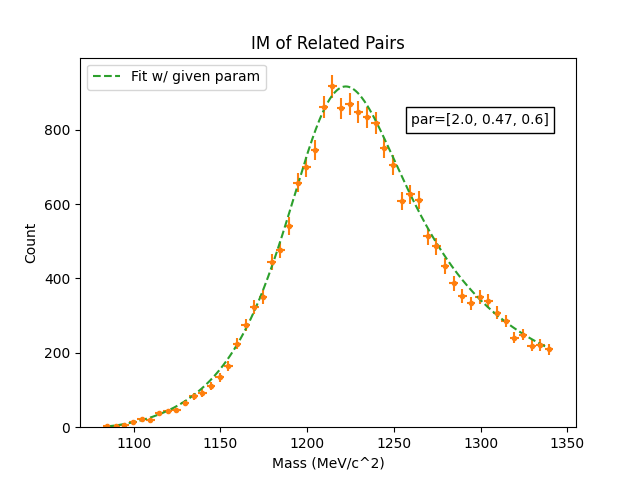 IM of Related Pairs
Fit w/ given param
par=[2.0, 0.47, 0.6]
Count
800
600
400
200
0
1100 1150 1200 1250 1300 1350
Mass (MeV/c^2)